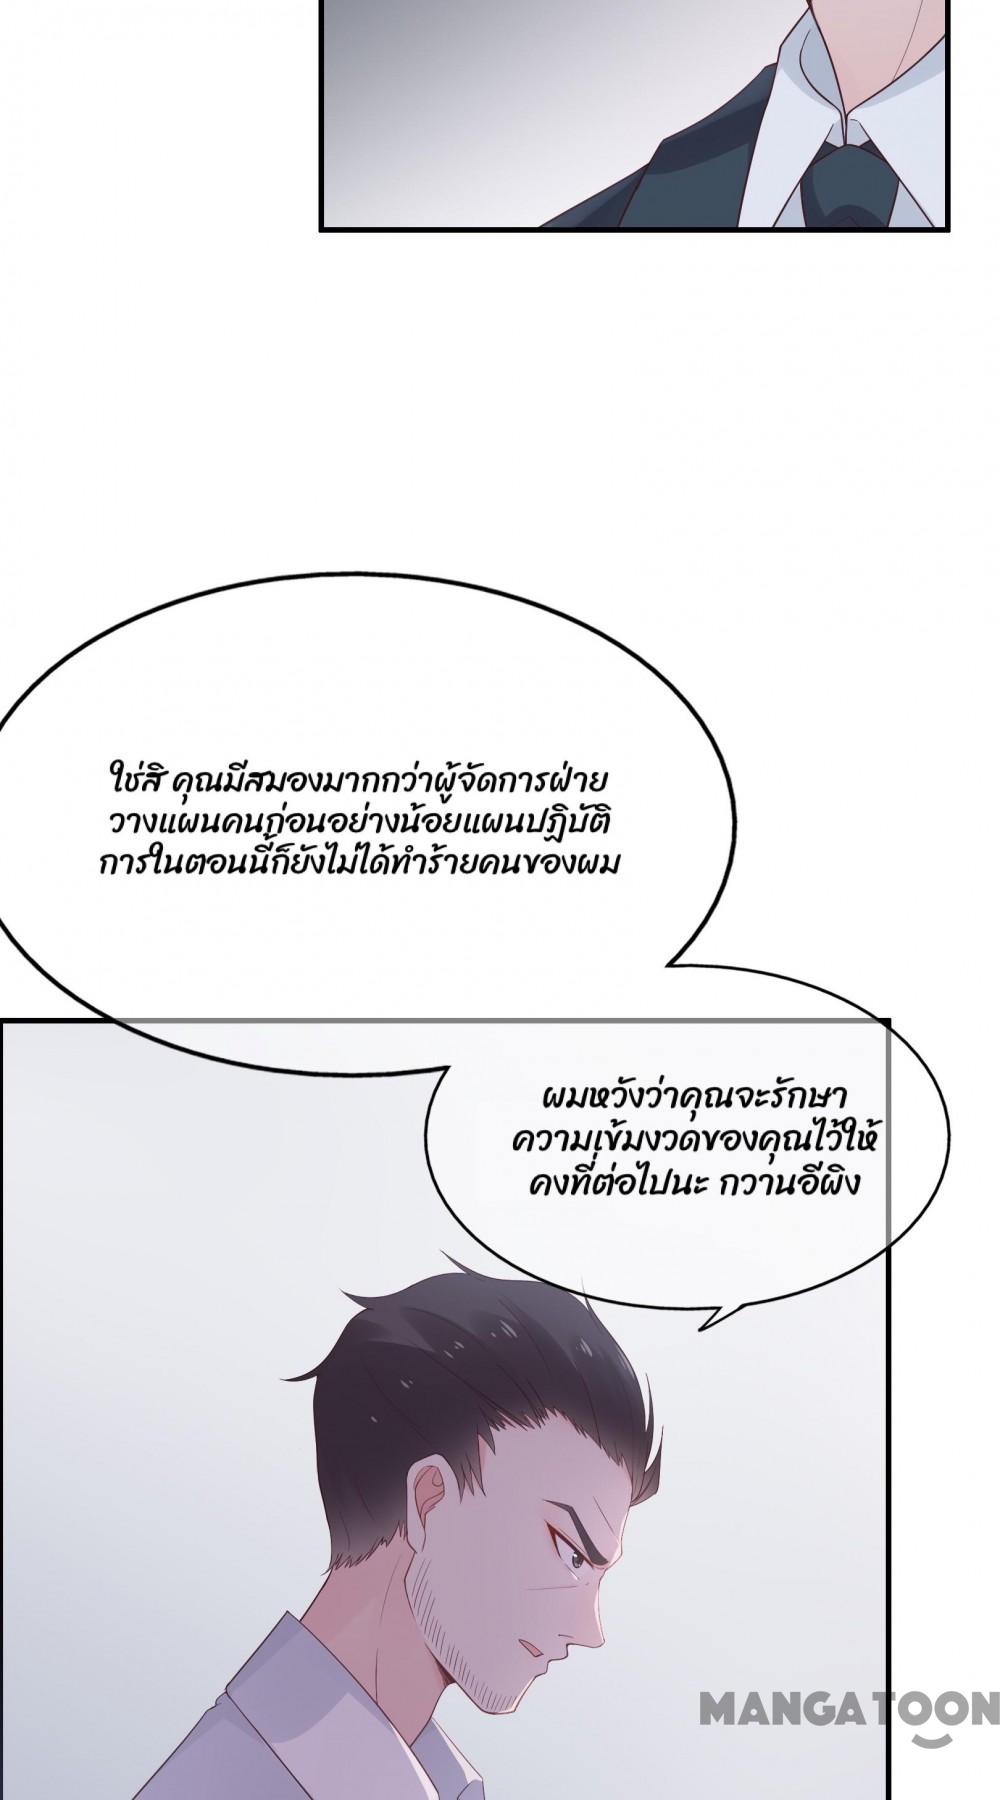 ใช่สิ คุณมีสมองมากกว่าผู้จัดการฝ่าย
วางแผนคนก่อนอย่างน้อยแผนปฏิบัติ
การในตอนนี้ก็ยังไม่ได้ทำร้ายคนของผม
ผมหวังว่าคุณจะรักษา
ความเข้มงวดของคุณไว้ให้
คงที่ต่อไปนะ กวานอีผิง
MANGATOON